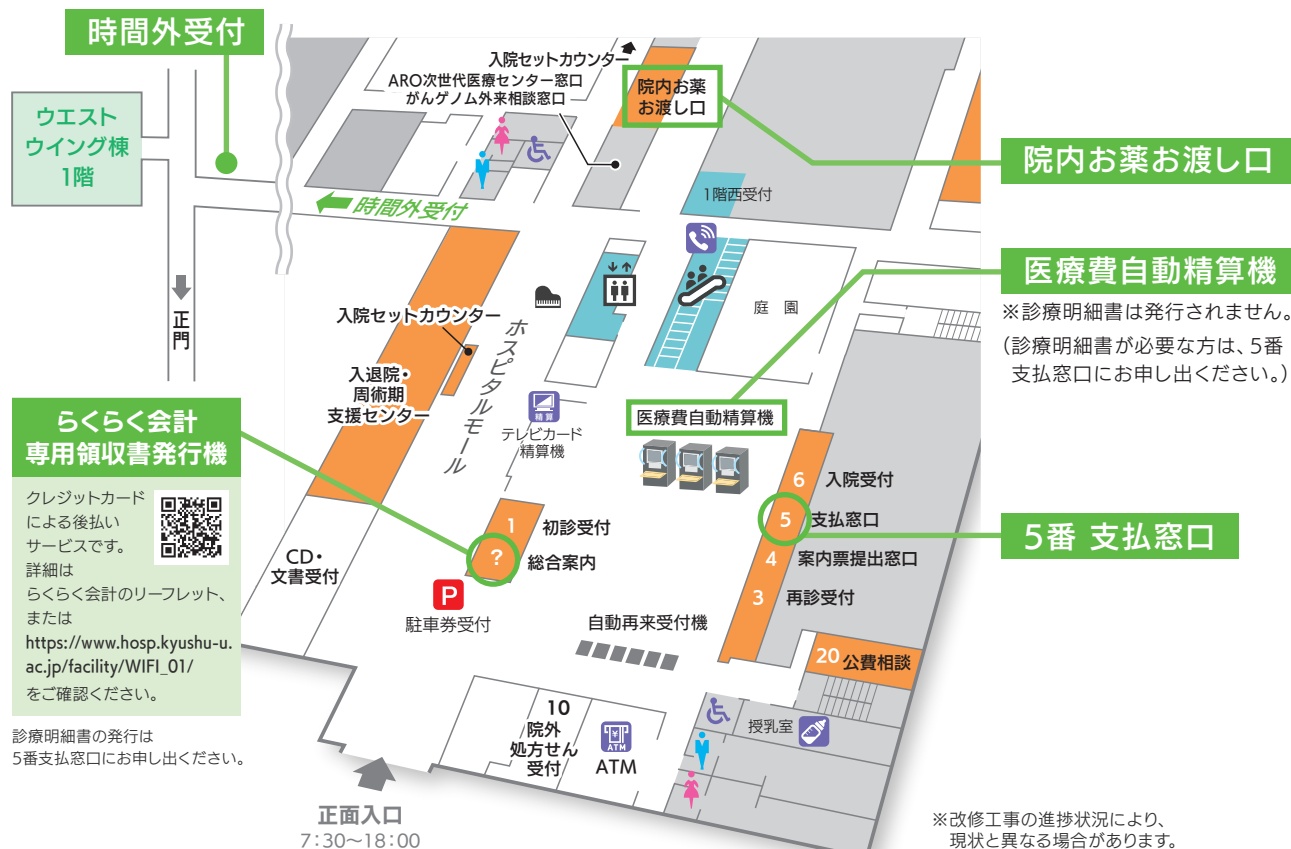 時間外受付
ウエスト
ウイング棟
1階
正門
時間外受付
入院セットカウンター
ARO次世代医療センター窓口
がんゲノム外来相談窓口
院内お薬
お渡し口
院内お薬お渡し口
1階西受付
医療費自動精算機
※診療明細書は発行されません。
(診療明細書が必要な方は、5番
支払窓口にお申し出ください。)
庭園
入院セットカウンター
ホスピタルモール
入退院・
周術期
支援センター
精算
テレビカード
精算機
医療費自動精算機
らくらく会計
専用領収書発行機
クレジットカード
による後払い
サービスです。
詳細は
らくらく会計のリーフレット、
または
https://www.hosp.kyushu-u.
ac.jp/facility/WIFI_01/
をご確認ください。
診療明細書の発行は
5番支払窓口にお申し出ください。
6 入院受付
5 支払窓口
4 案内票提出窓口
3 再診受付
5番 支払窓口
1 初診受付
? 総合案内
CD・
文書受付
P
駐車券受付
自動再来受付機
20 公費相談
授乳室
10
院外
処方せん
受付
ATM
ATM
正面入口
7:30~18:00
※改修工事の進捗状況により、
現状と異なる場合があります。